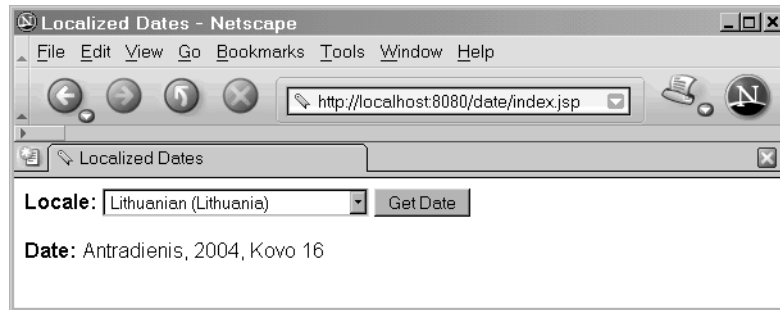 Localized Dates - Netscape
File Edit View Go Bookmarks Tools Window Help
http://localhost:8080/date/index.jsp
N
Localized Dates
Locale: Lithuanian (Lithuania) Get Date
Date: Antradienis, 2004, Kovo 16